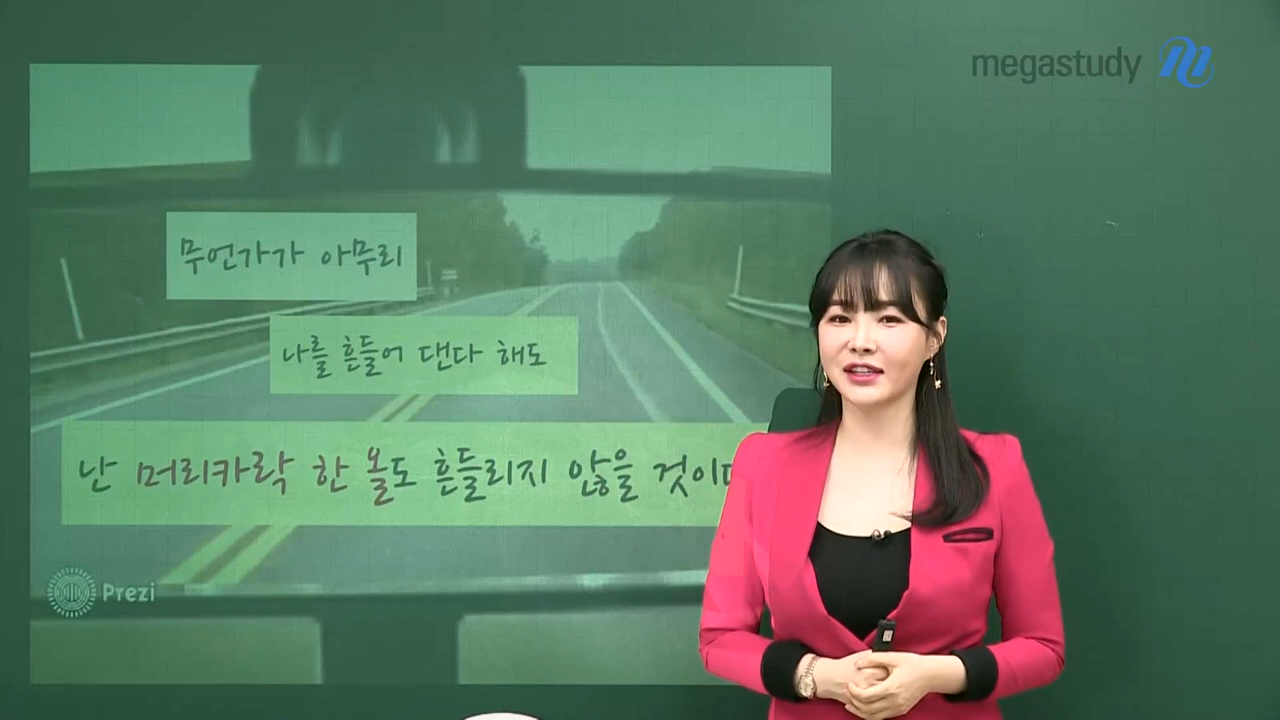 megastudy
무언가가 아무리
나를 흔들어 댄다 해도
난 머리카락 한 올도 흔들리지 않을 것이다
Prezi